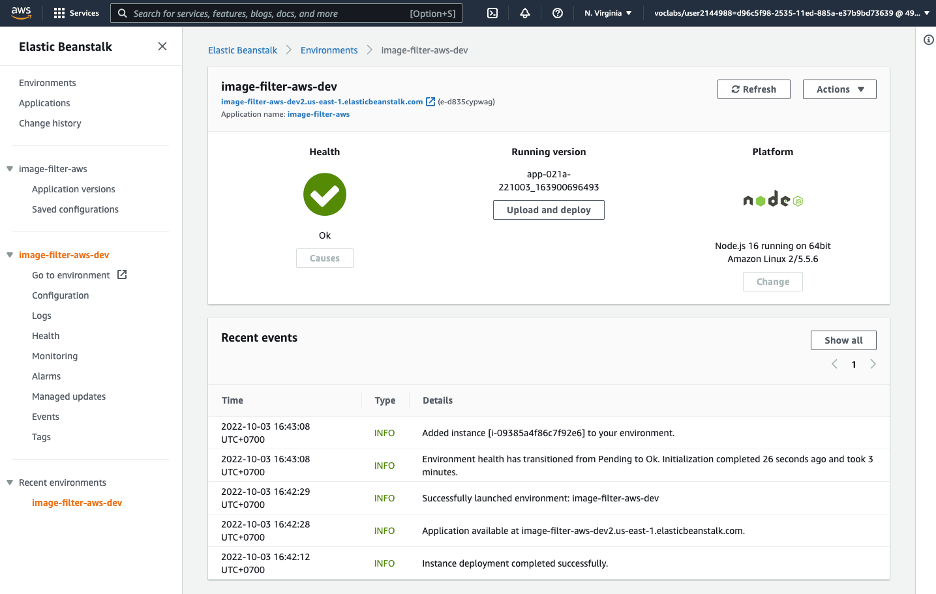 aws
Services
Search for services, features, blogs, docs, and more
[Option+S]
N. Virginia
voclabs/user2144988=d96c5f98-2535-11ed-885a-e37b9bd73639 @ 49...
Elastic Beanstalk
Environments
Applications
Change history
image-filter-aws
Application versions
Saved configurations
image-filter-aws-dev
Go to environment
Configuration
Logs
Health
Monitoring
Alarms
Managed updates
Events
Tags
Recent environments
image-filter-aws-dev
Elastic Beanstalk > Environments > image-filter-aws-dev
image-filter-aws-dev
image-filter-aws-dev2.us-east-1.elasticbeanstalk.com (e-d835cypwag)
Application name: image-filter-aws
Refresh
Actions
Health
Ok
Causes
Running version
app-021a-
221003_163900696493
Upload and deploy
Platform
node
JS
Node.js 16 running on 64bit
Amazon Linux 2/5.5.6
Change
Recent events
Show all
1
Time Type Details
2022-10-03 16:43:08
UTC+0700
INFO
Added instance [i-09385a4f86c7f92e6] to your environment.
2022-10-03 16:43:08
UTC+0700
INFO
Environment health has transitioned from Pending to Ok. Initialization completed 26 seconds ago and took 3
minutes.
2022-10-03 16:42:29
UTC+0700
INFO
Successfully launched environment: image-filter-aws-dev
2022-10-03 16:42:28
UTC+0700
INFO
Application available at image-filter-aws-dev2.us-east-1.elasticbeanstalk.com.
2022-10-03 16:42:12
UTC+0700
INFO
Instance deployment completed successfully.